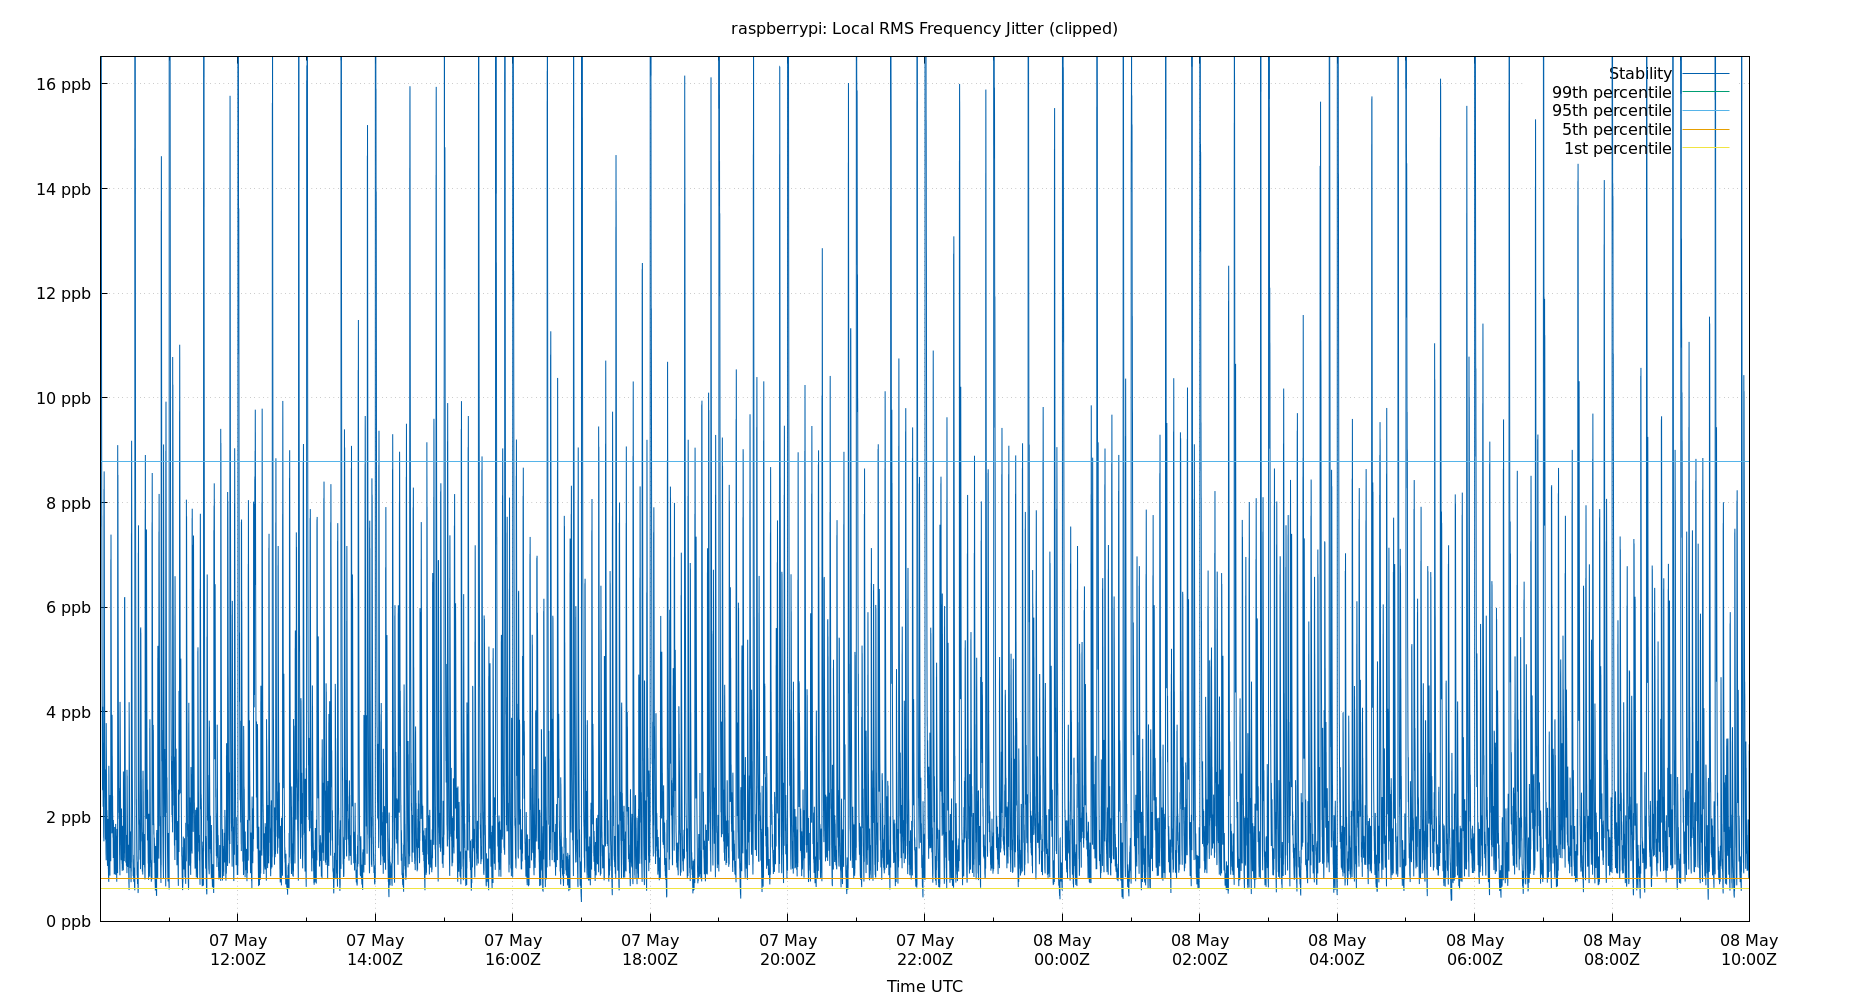 raspberrypi: Local RMS Frequency Jitter (clipped)
16 ppb
14 ppb
12 ppb
10 ppb
8 ppb
6 ppb
4 ppb
2 ppb
0 ppb
Stability
99th percentile
95th percentile
5th percentile
1st percentile
07 May 07 May 07 May 07 May 07 May 07 May 08 May 08 May 08 May 08 May 08 May 08 May
12:00Z 14:00Z 16:00Z 18:00Z 20:00Z 22:00Z 00:00Z 02:00Z 04:00Z 06:00Z 08:00Z 10:00Z
Time UTC